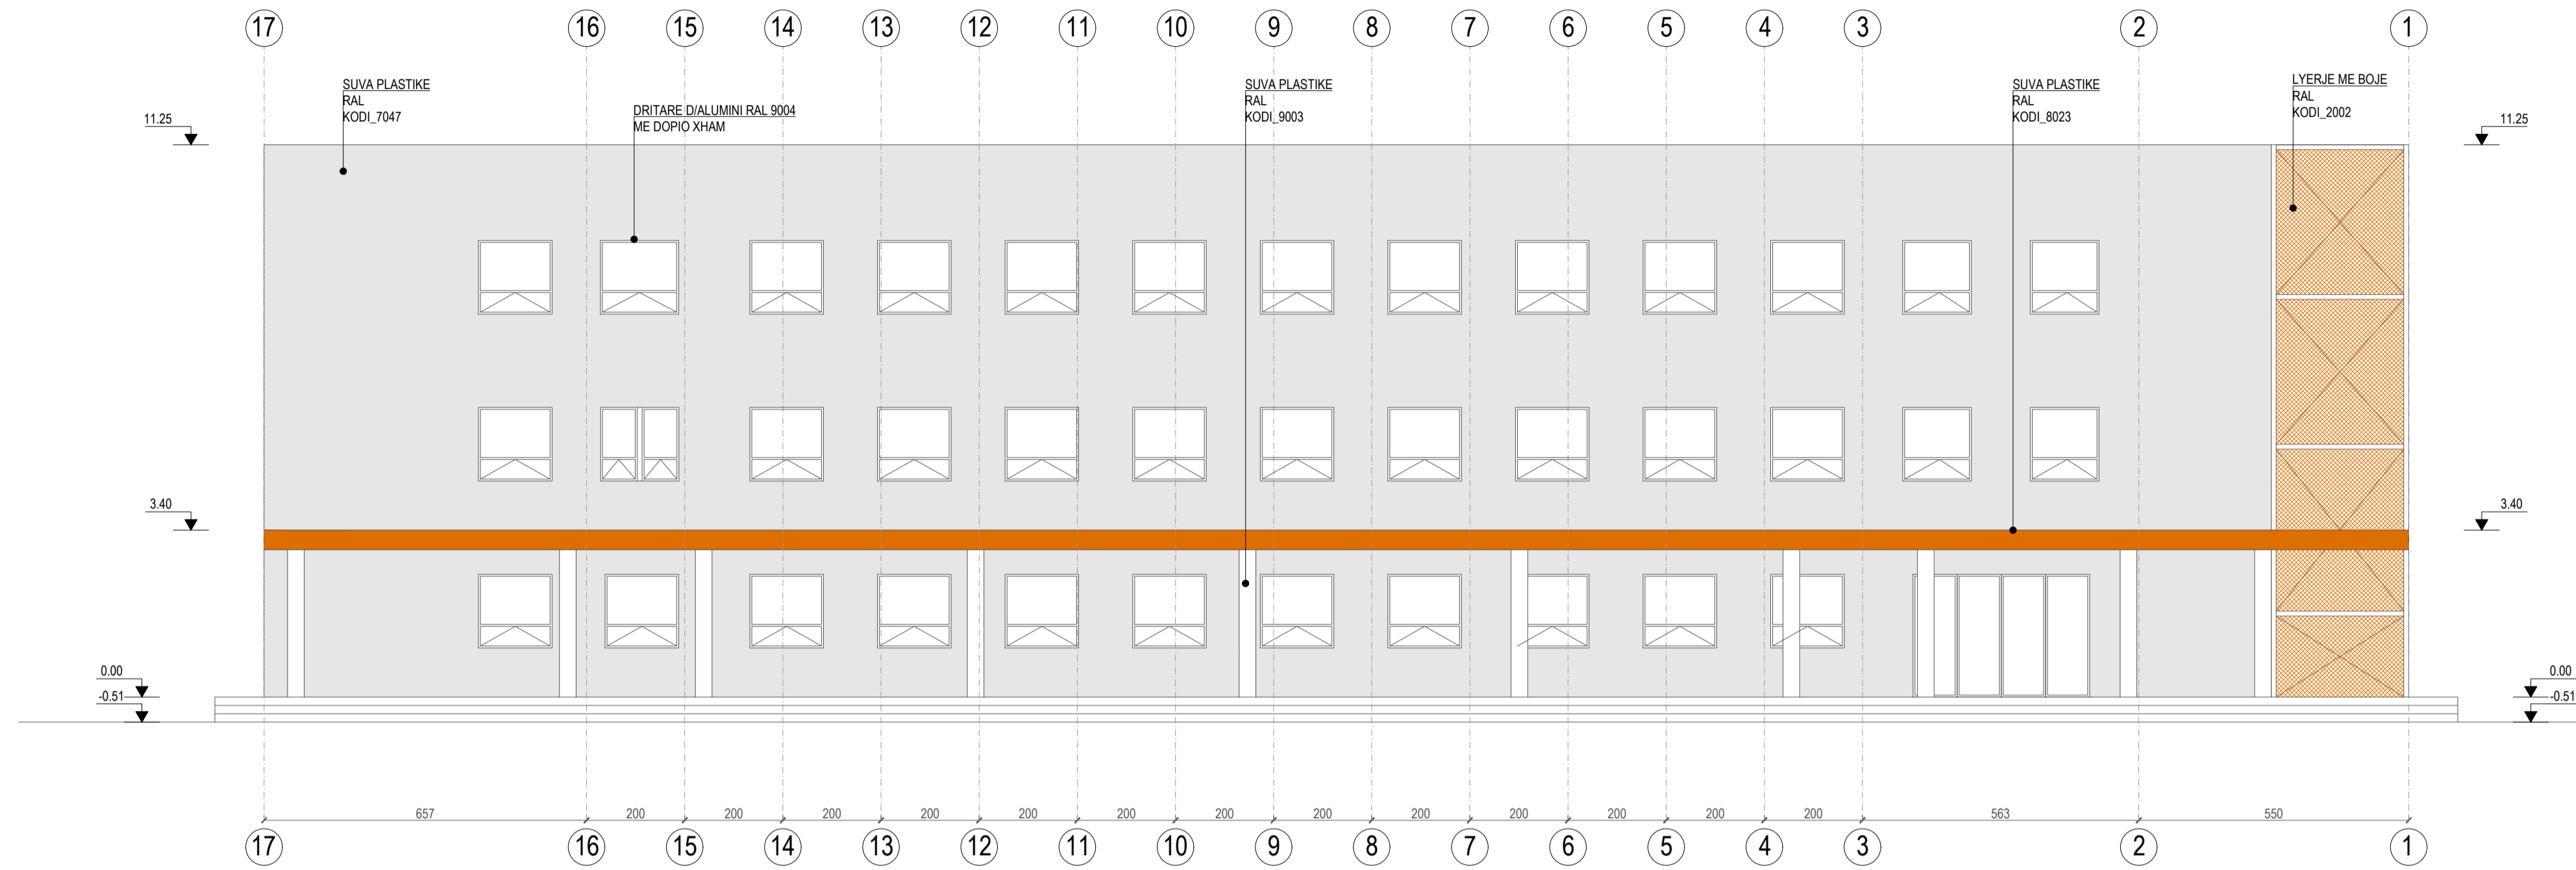 17 16 15 14 13 12 11 10 9 8 7 6 5 4 3 2 1
SUVA PLASTIKE
RAL
KODI_7047
DRITARE D/ALUMINI RAL 9004
ME DOPIO XHAM
SUVA PLASTIKE
RAL
KODI_9003
SUVA PLASTIKE
RAL
KODI_8023
LYERJE ME BOJE
RAL
KODI_2002
11.25 11.25
3.40 3.40
0.00 0.00
-0.51 -0.51
657 200 200 200 200 200 200 200 200 200 200 200 200 200 563 550
17 16 15 14 13 12 11 10 9 8 7 6 5 4 3 2 1